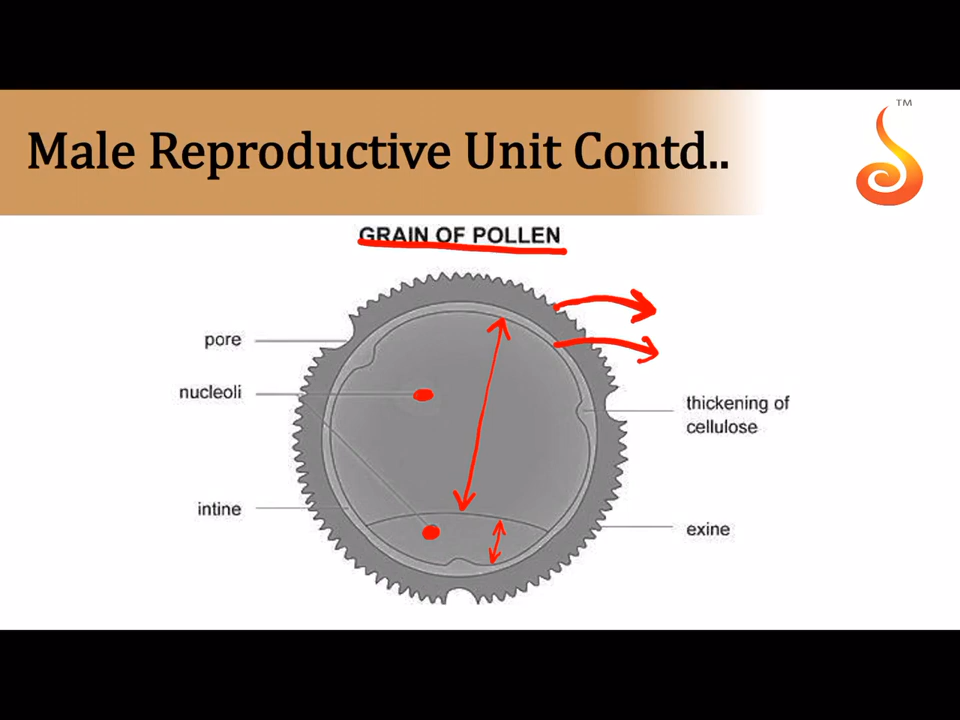 TM
Male Reproductive Unit Contd..
GRAIN OF POLLEN
pore
nucleoli
thickening of
cellulose
intine
exine